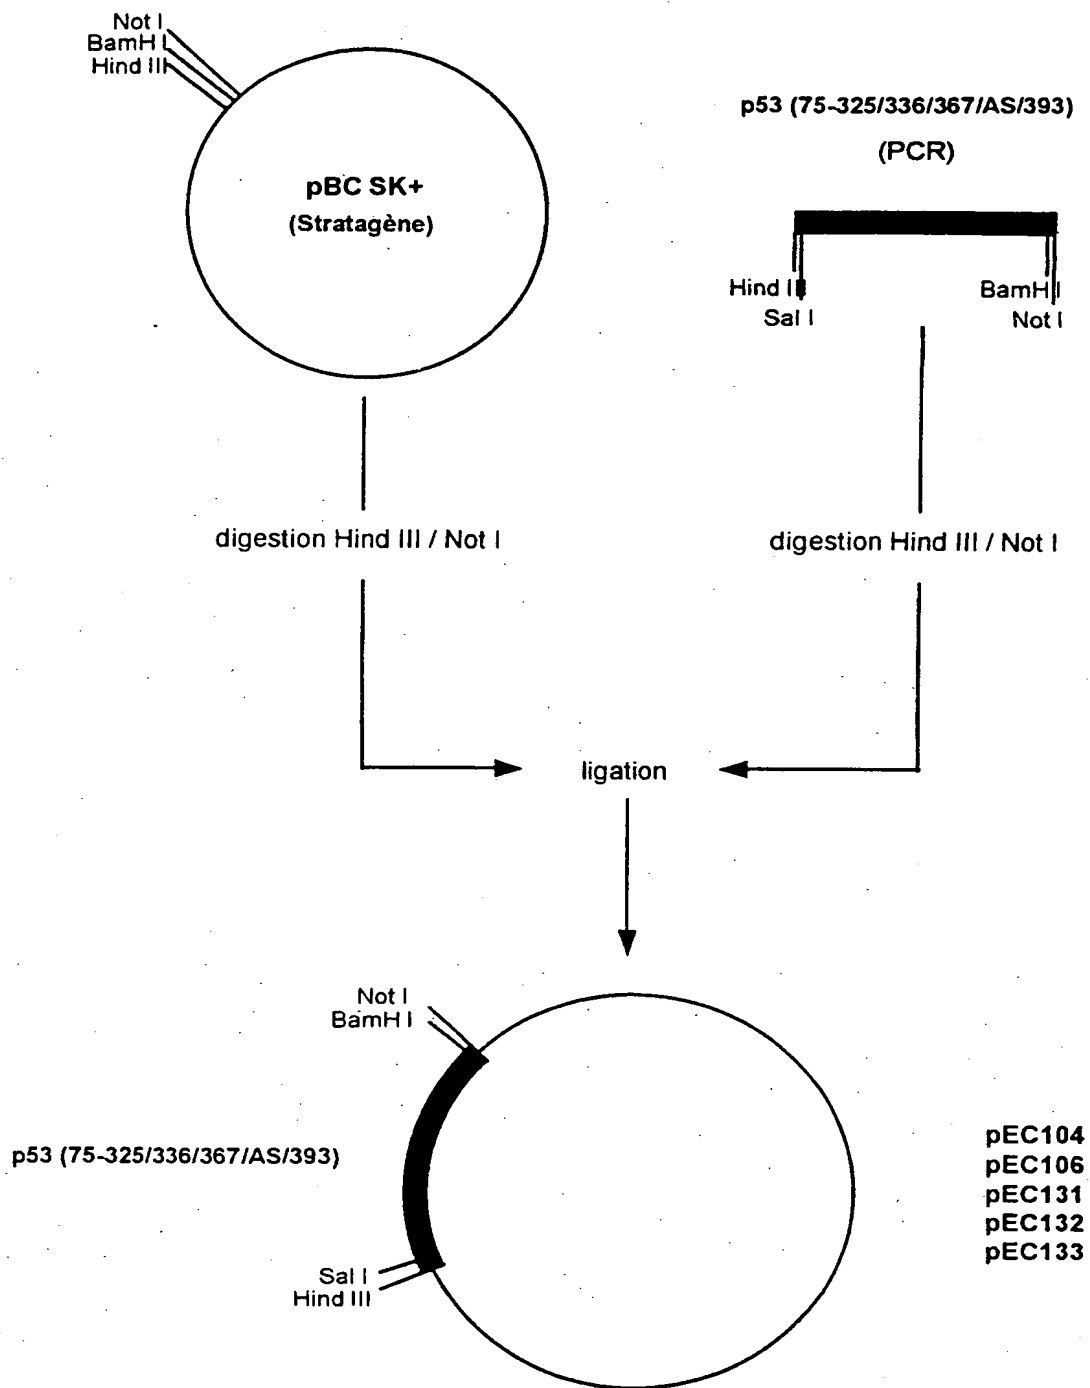 Not I
BamH I
Hind III
pBC SK+
(Stratagène)
p53 (75-325/336/367/AS/393)
(PCR)
Hind III
Sal I
BamH I
Not I
digestion Hind III / Not I
digestion Hind III / Not I
ligation
Not I
BamH I
p53 (75-325/336/367/AS/393)
Sal I
Hind III
pEC104
pEC106
pEC131
pEC132
pEC133